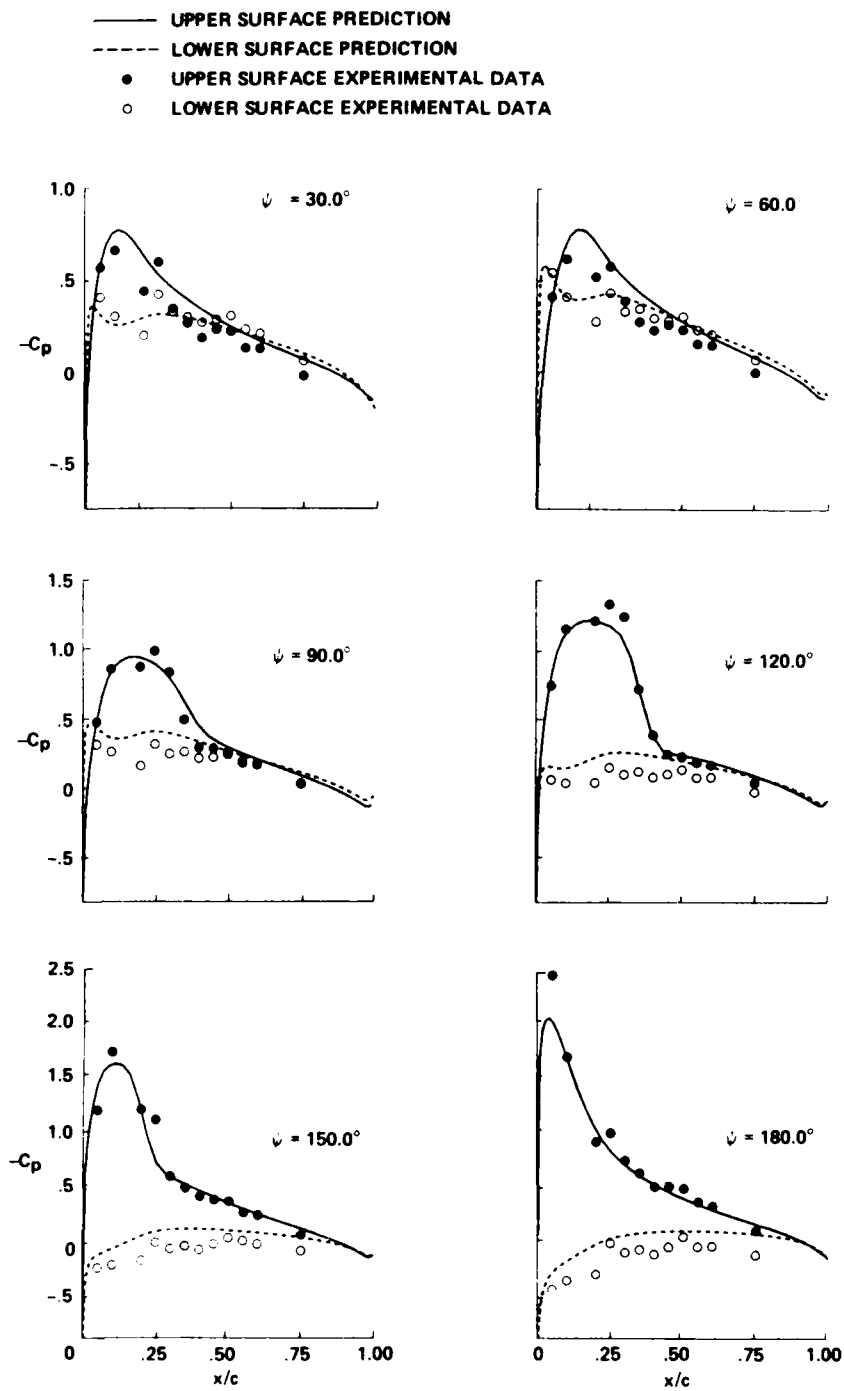 UPPER SURFACE PREDICTION
LOWER SURFACE PREDICTION
UPPER SURFACE EXPERIMENTAL DATA
LOWER SURFACE EXPERIMENTAL DATA
1.0
.5
0
-.5
-Cp
ψ = 30.0°
ψ = 60.0
1.5
1.0
.5
0
-.5
-Cp
ψ = 90.0°
ψ = 120.0°
2.5
2.0
1.5
1.0
.5
0
-.5
-Cp
ψ = 150.0°
ψ = 180.0°
0 .25 .50 .75 1.00
x/c
0 .25 .50 .75 1.00
x/c